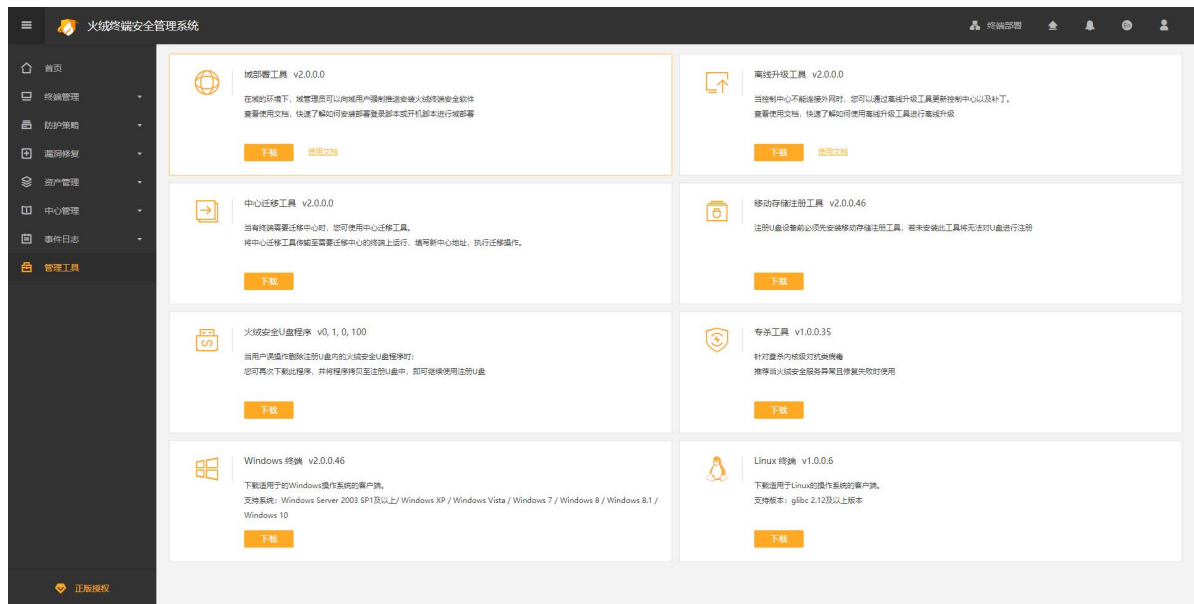 火绒终端安全管理系统
终端部署
En
首页
终端管理
防护策略
漏洞修复
资产管理
中心管理
事件日志
管理工具
正版授权
域部署工具 v2.0.0.0
在域的环境下,域管理员可以向域用户强制推送安装火绒终端安全软件
查看使用文档,快速了解如何安装部署登录脚本或开机脚本进行域部署
下载 使用文档
离线升级工具 v2.0.0.0
当控制中心不能连接外网时,您可以通过离线升级工具更新控制中心以及补丁。
查看使用文档,快速了解如何使用离线升级工具进行离线升级
下载 使用文档
中心迁移工具 v2.0.0.0
当有终端需要迁移中心时,您可使用中心迁移工具。
将中心迁移工具传输至需要迁移中心的终端上运行,填写新中心地址,执行迁移操作。
下载
移动存储注册工具 v2.0.0.46
注册U盘设备前必须先安装移动存储注册工具,若未安装此工具将无法对U盘进行注册
下载
火绒安全U盘程序 v0, 1, 0, 100
当用户误操作删除注册U盘内的火绒安全U盘程序时:
您可再次下载此程序,并将程序拷贝至注册U盘中,即可继续使用注册U盘
下载
专杀工具 v1.0.0.35
针对查杀内核级对抗类病毒
推荐当火绒安全服务异常且修复失败时使用
下载
Windows 终端 v2.0.0.46
下载适用于的Windows操作系统的客户端。
支持系统:Windows Server 2003 SP1及以上/ Windows XP / Windows Vista / Windows 7 / Windows 8 / Windows 8.1 /
Windows 10
下载
Linux 终端 v1.0.0.6
下载适用于Linux的操作系统的客户端。
支持版本:glibc 2.12及以上版本
下载